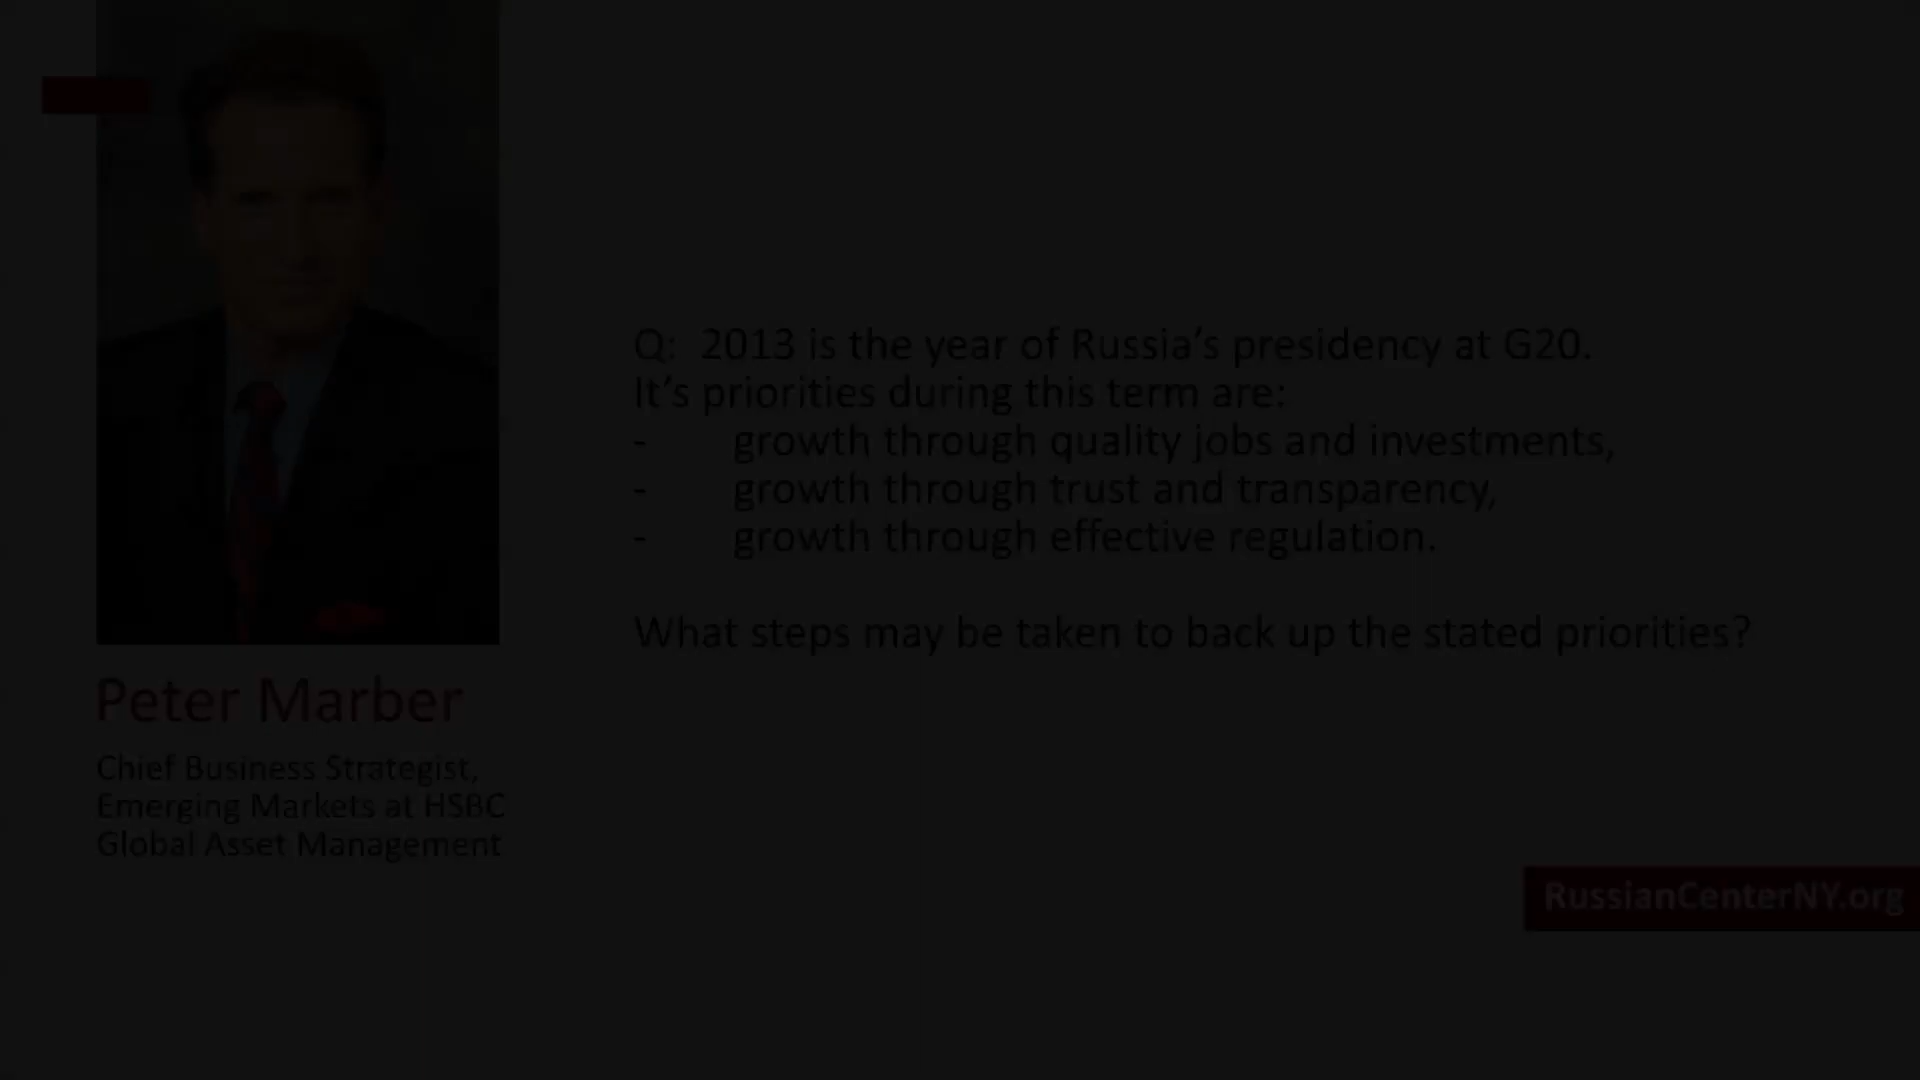 Q: 2013 is the year of Russia's presidency at G20.
It's priorities during this term are:
- growth through quality jobs and investments,
- growth through trust and transparency,
- growth through effective regulation.
What steps may be taken to back up the stated priorities?
Peter Marber
Chief Business Strategist,
Emerging Markets at HSBC
Global Asset Management
RussianCenterNY.org